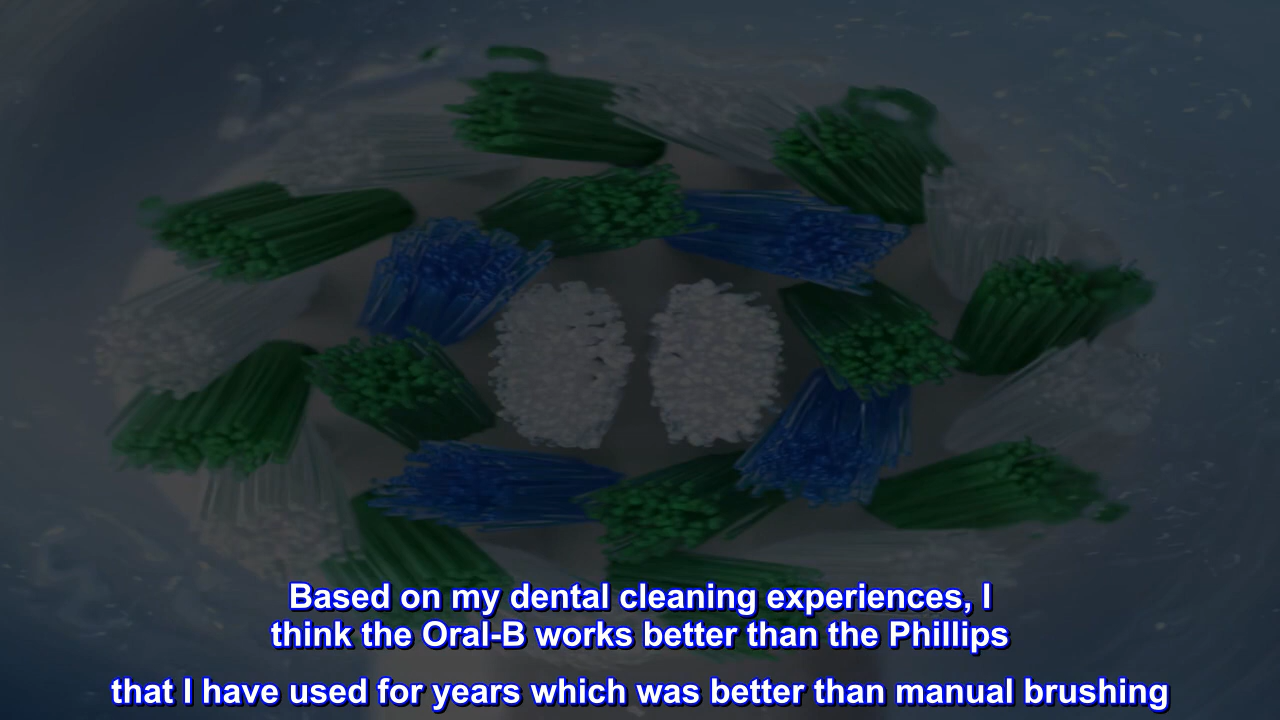 Based on my dental cleaning experiences, I
think the Oral-B works better than the Phillips
that I have used for years which was better than manual brushing